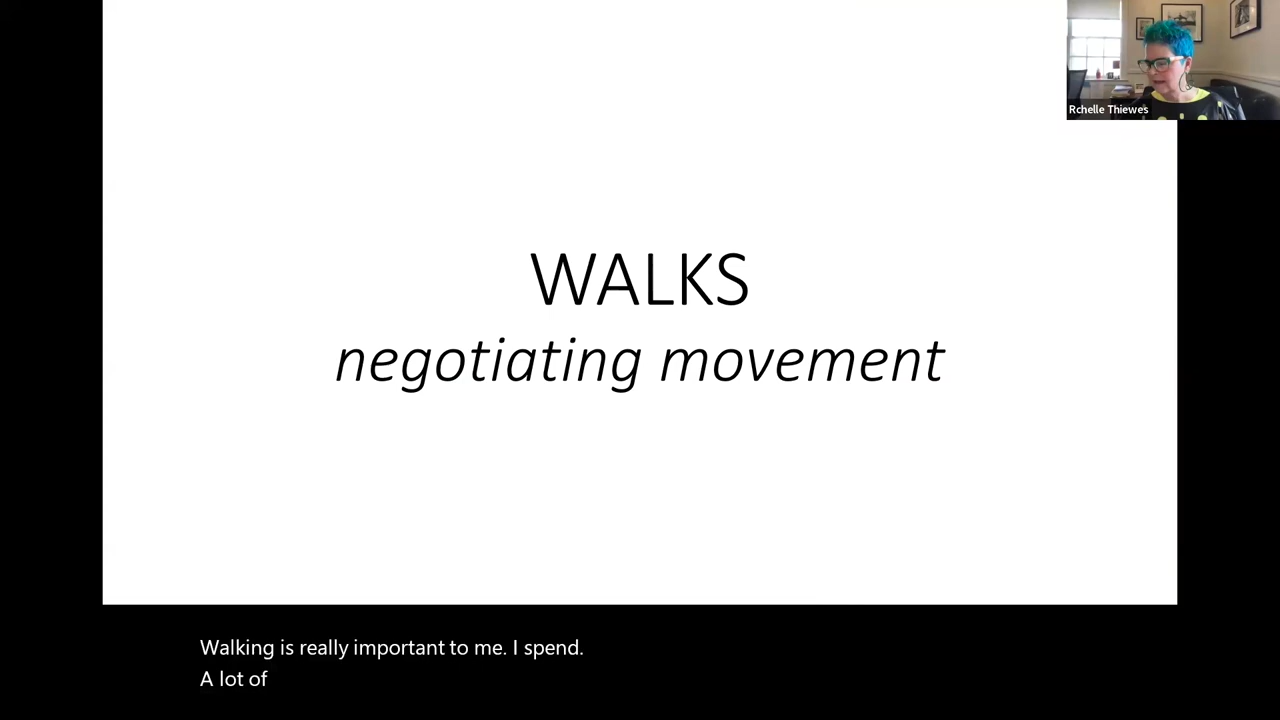 Rchelle Thiewes
WALKS
negotiating movement
Walking is really important to me. I spend.
A lot of